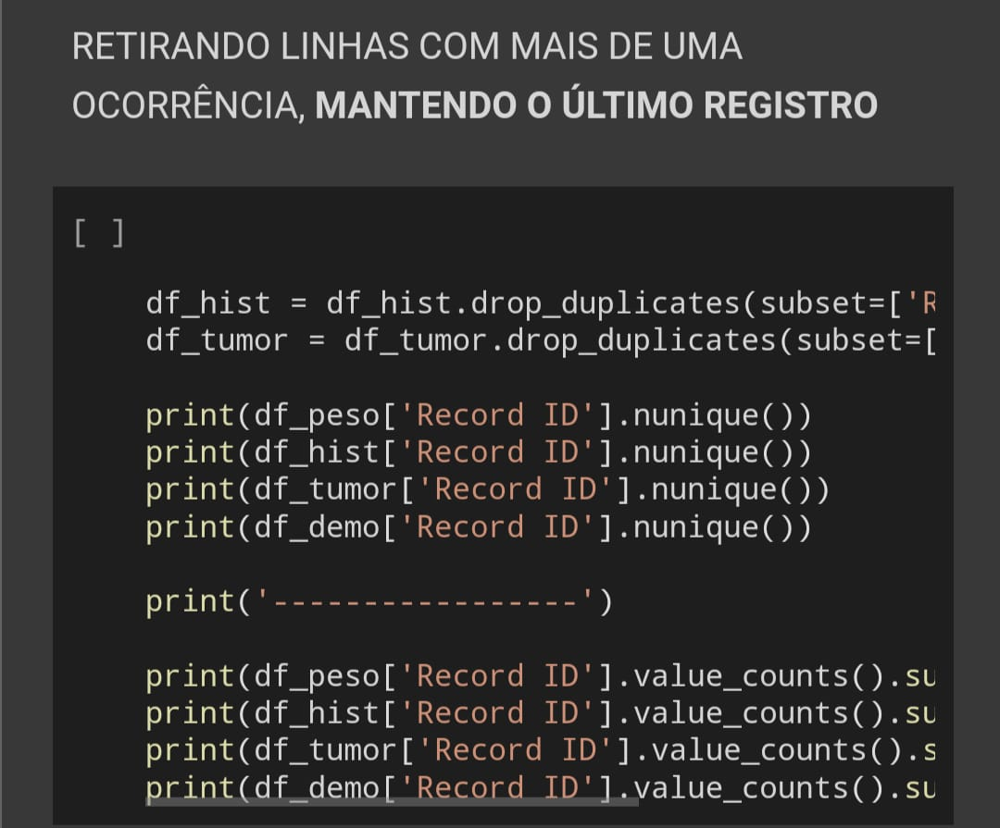 RETIRANDO LINHAS COM MAIS DE UMA
OCORRÊNCIA, MANTENDO O ÚLTIMO REGISTRO
[ ]
df_hist = df_hist.drop_duplicates(subset=['R
df_tumor = df_tumor.drop_duplicates(subset=[
print(df_peso['Record ID'].nunique())
print(df_hist['Record ID'].nunique())
print(df_tumor['Record ID'].nunique())
print(df_demo['Record ID'].nunique())
print('-----------------')
print(df_peso['Record ID'].value_counts().su
print(df_hist['Record ID'].value_counts().su
print(df_tumor['Record ID'].value_counts().s
print(df_demo['Record ID'].value_counts().su